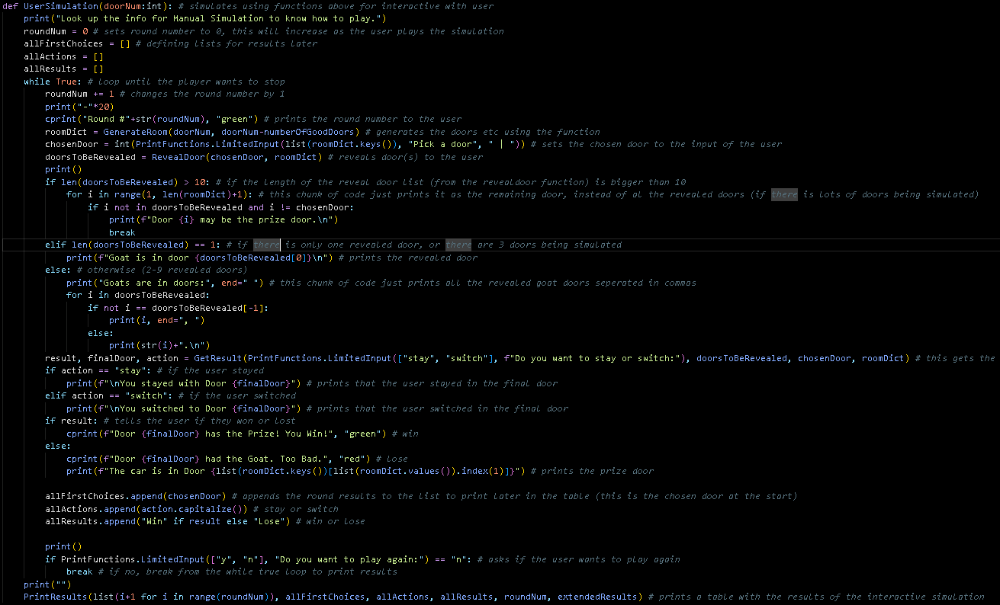 def UserSimulation(doorNum:int): # simulates using functions above for interactive with user
    print("Look up the info for Manual Simulation to know how to play.")
    roundNum = 0 # sets round number to 0, this will increase as the user plays the simulation
    allFirstChoices = [] # defining lists for results later
    allActions = []
    allResults = []
    while True: # loop until the player wants to stop
        roundNum += 1 # changes the round number by 1
        print("-"*20)
        cprint("Round #"+str(roundNum), "green") # prints the round number to the user
        roomDict = GenerateRoom(doorNum, doorNum-numberOfGoodDoors) # generates the doors etc using the function
        chosenDoor = int(PrintFunctions.LimitedInput(list(roomDict.keys()), "Pick a door", " | ")) # sets the chosen door to the input of the user
        doorsToBeRevealed = RevealDoor(chosenDoor, roomDict) # reveals door(s) to the user
        print()
        if len(doorsToBeRevealed) > 10: # if the length of the reveal door list (from the revealdoor function) is bigger than 10
            for i in range(1, len(roomDict)+1): # this chunk of code just prints it as the remaining door, instead of al the revealed doors (if there is lots of doors being simulated)
                if i not in doorsToBeRevealed and i != chosenDoor:
                    print(f"Door {i} may be the prize door.\n")
                    break
        elif len(doorsToBeRevealed) == 1: # if there is only one revealed door, or there are 3 doors being simulated
            print(f"Goat is in door {doorsToBeRevealed[0]}\n") # prints the revealed door
        else: # otherwise (2-9 revealed doors)
            print("Goats are in doors:", end=" ") # this chunk of code just prints all the revealed goat doors seperated in commas
            for i in doorsToBeRevealed:
                if not i == doorsToBeRevealed[-1]:
                    print(i, end=", ")
                else:
                    print(str(i)+".\n")
        result, finalDoor, action = GetResult(PrintFunctions.LimitedInput(["stay", "switch"], f"Do you want to stay or switch:"), doorsToBeRevealed, chosenDoor, roomDict) # this gets the
        if action == "stay": # if the user stayed
            print(f"\nYou stayed with Door {finalDoor}") # prints that the user stayed in the final door
        elif action == "switch": # if the user switched
            print(f"\nYou switched to Door {finalDoor}") # prints that the user switched in the final door
        if result: # tells the user if they won or lost
            cprint(f"Door {finalDoor} has the Prize! You Win!", "green") # win
        else:
            cprint(f"Door {finalDoor} had the Goat. Too Bad.", "red") # lose
            print(f"The car is in Door {list(roomDict.keys())[list(roomDict.values()).index(1)]}") # prints the prize door

        allFirstChoices.append(chosenDoor) # appends the round results to the list to print later in the table (this is the chosen door at the start)
        allActions.append(action.capitalize()) # stay or switch
        allResults.append("Win" if result else "Lose") # win or lose

        print()
        if PrintFunctions.LimitedInput(["y", "n"], "Do you want to play again:") == "n": # asks if the user wants to play again
            break # if no, break from the while true loop to print results
    print("")
    PrintResults(list(i+1 for i in range(roundNum)), allFirstChoices, allActions, allResults, roundNum, extendedResults) # prints a table with the results of the interactive simulation